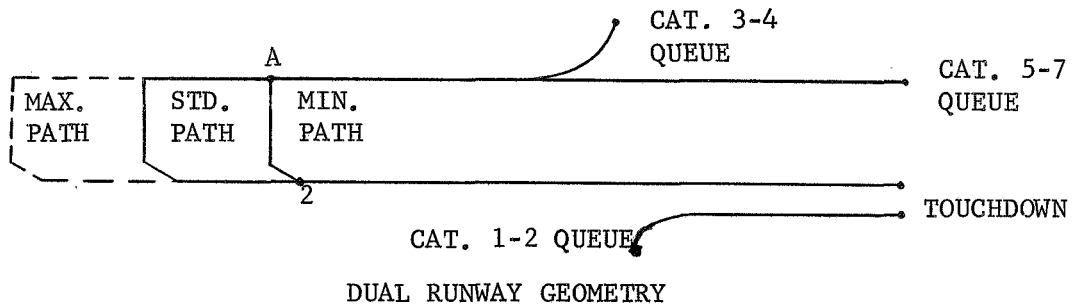 CAT. 3-4
QUEUE
A
CAT. 5-7
QUEUE
MAX.
PATH
STD.
PATH
MIN.
PATH
2
TOUCHDOWN
CAT. 1-2 QUEUE
DUAL RUNWAY GEOMETRY